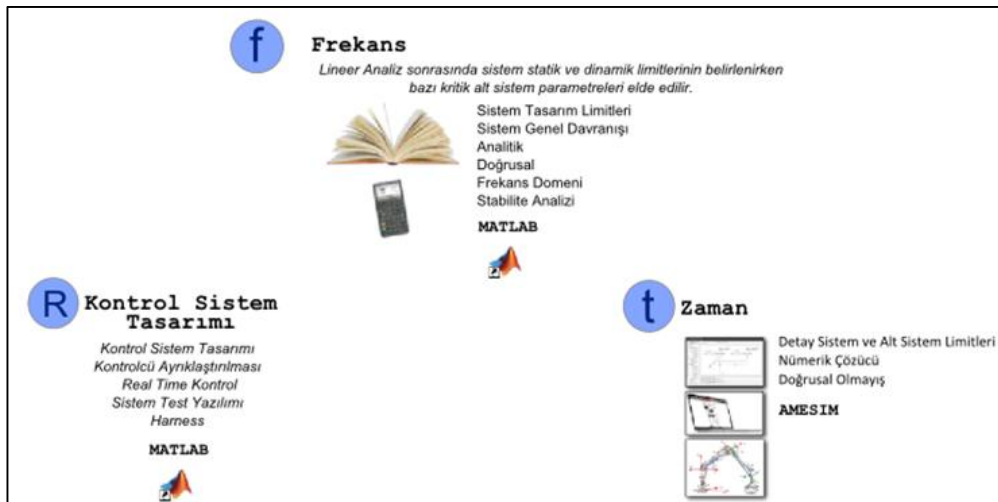 f
Frekans
Lineer Analiz sonrasında sistem statik ve dinamik limitlerinin belirlenirken
bazı kritik alt sistem parametreleri elde edilir.
Sistem Tasarım Limitleri
Sistem Genel Davranışı
Analitik
Doğrusal
Frekans Domeni
Stabilite Analizi
MATLAB
R
Kontrol Sistem
Tasarımı
Kontrol Sistem Tasarımı
Kontrolcü Ayrıklaştırılması
Real Time Kontrol
Sistem Test Yazılımı
Harness
MATLAB
t
Zaman
Detay Sistem ve Alt Sistem Limitleri
Nümerik Çözücü
Doğrusal Olmayış
AMESIM